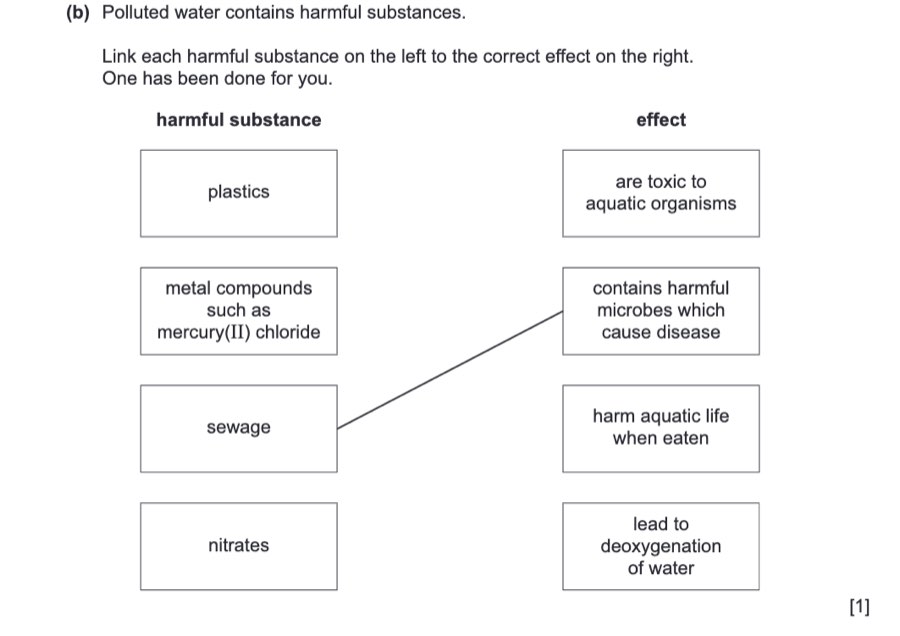 (b) Polluted water contains harmful substances.
Link each harmful substance on the left to the correct effect on the right.
One has been done for you.
harmful substance
effect
plastics
are toxic to
aquatic organisms
metal compounds
such as
mercury(II) chloride
contains harmful
microbes which
cause disease
sewage
harm aquatic life
when eaten
nitrates
lead to
deoxygenation
of water
[1]